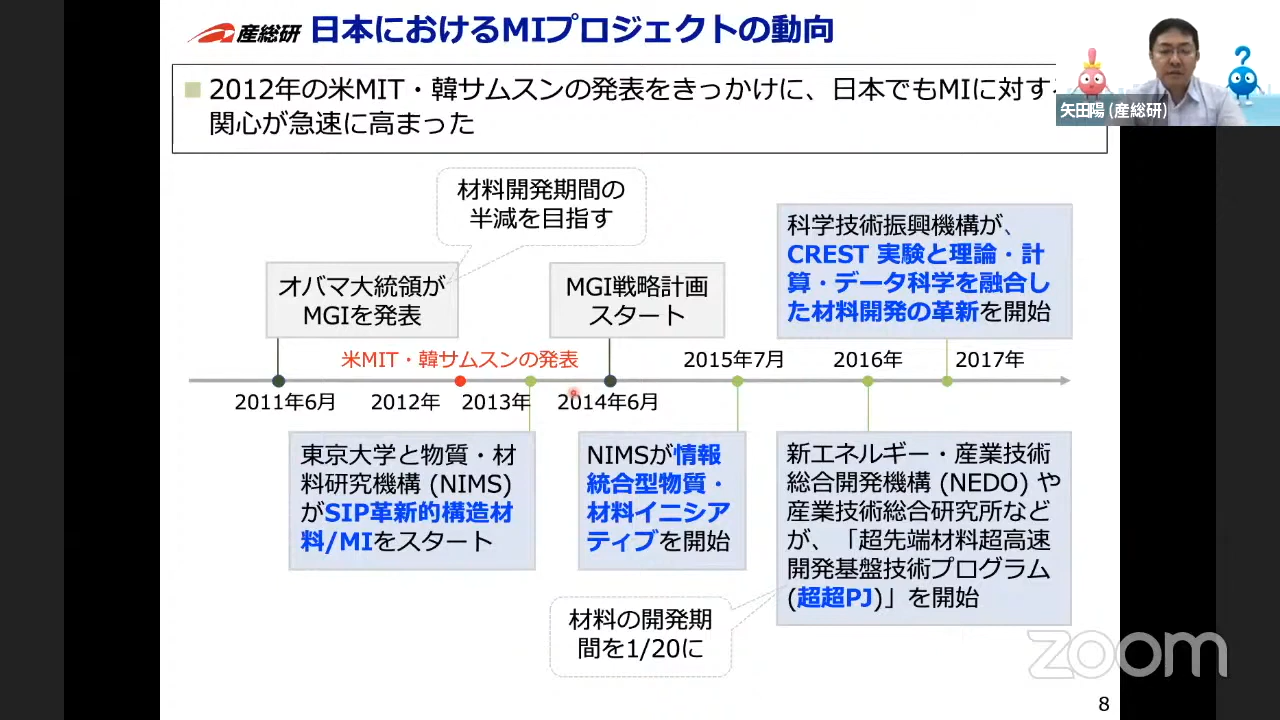 産総研 日本におけるMIプロジェクトの動向
2012年の米MIT・韓サムスンの発表をきっかけに、日本でもMIに対す
関心が急速に高まった
矢田陽 (産総研)
材料開発期間の
半減を目指す
オバマ大統領が
MGIを発表
MGI戦略計画
スタート
科学技術振興機構が、
CREST 実験と理論・計
算・データ科学を融合し
た材料開発の革新を開始
米MIT・韓サムスンの発表
2015年7月
2016年
2017年
2011年6月
2012年
2013年
2014年6月
東京大学と物質・材
料研究機構 (NIMS)
がSIP革新的構造材
料/MIをスタート
NIMSが情報
統合型物質・
材料イニシア
ティブを開始
新エネルギー・産業技術
総合開発機構 (NEDO) や
産業技術総合研究所など
が、「超先端材料超高速
開発基盤技術プログラム
(超超PJ)」を開始
材料の開発期
間を1/20に
zoom
8